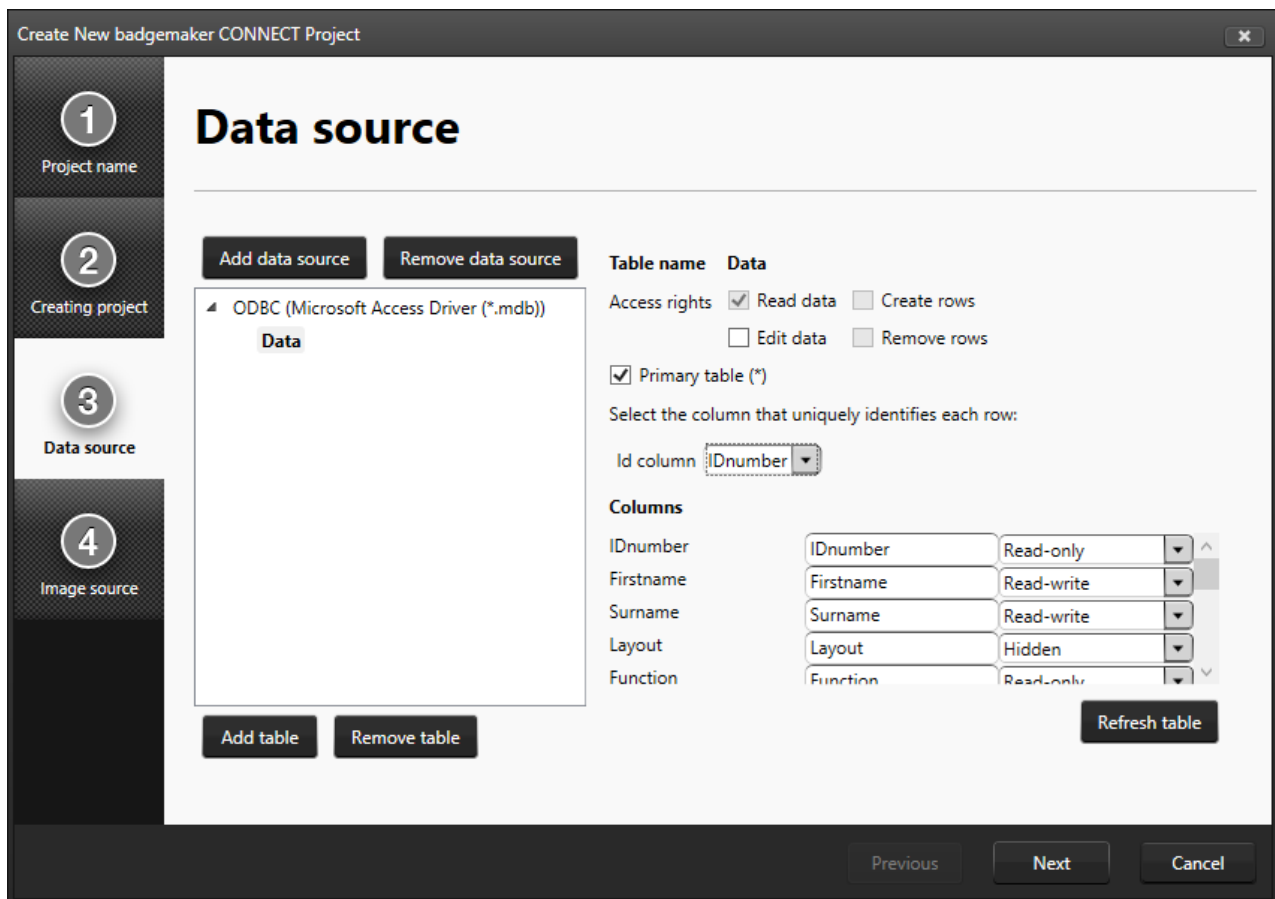 Create New badgemaker CONNECT Project
1
Project name
2
Creating project
3
Data source
4
Image source
Data source
Add data source Remove data source
ODBC (Microsoft Access Driver (*.mdb))
Data
Add table Remove table
Table name Data
Access rights Read data Create rows
Edit data Remove rows
Primary table (*)
Select the column that uniquely identifies each row:
Id column IDnumber
Columns
IDnumber IDnumber Read-only
Firstname Firstname Read-write
Surname Surname Read-write
Layout Layout Hidden
Function Function Read-only
Refresh table
Previous Next Cancel